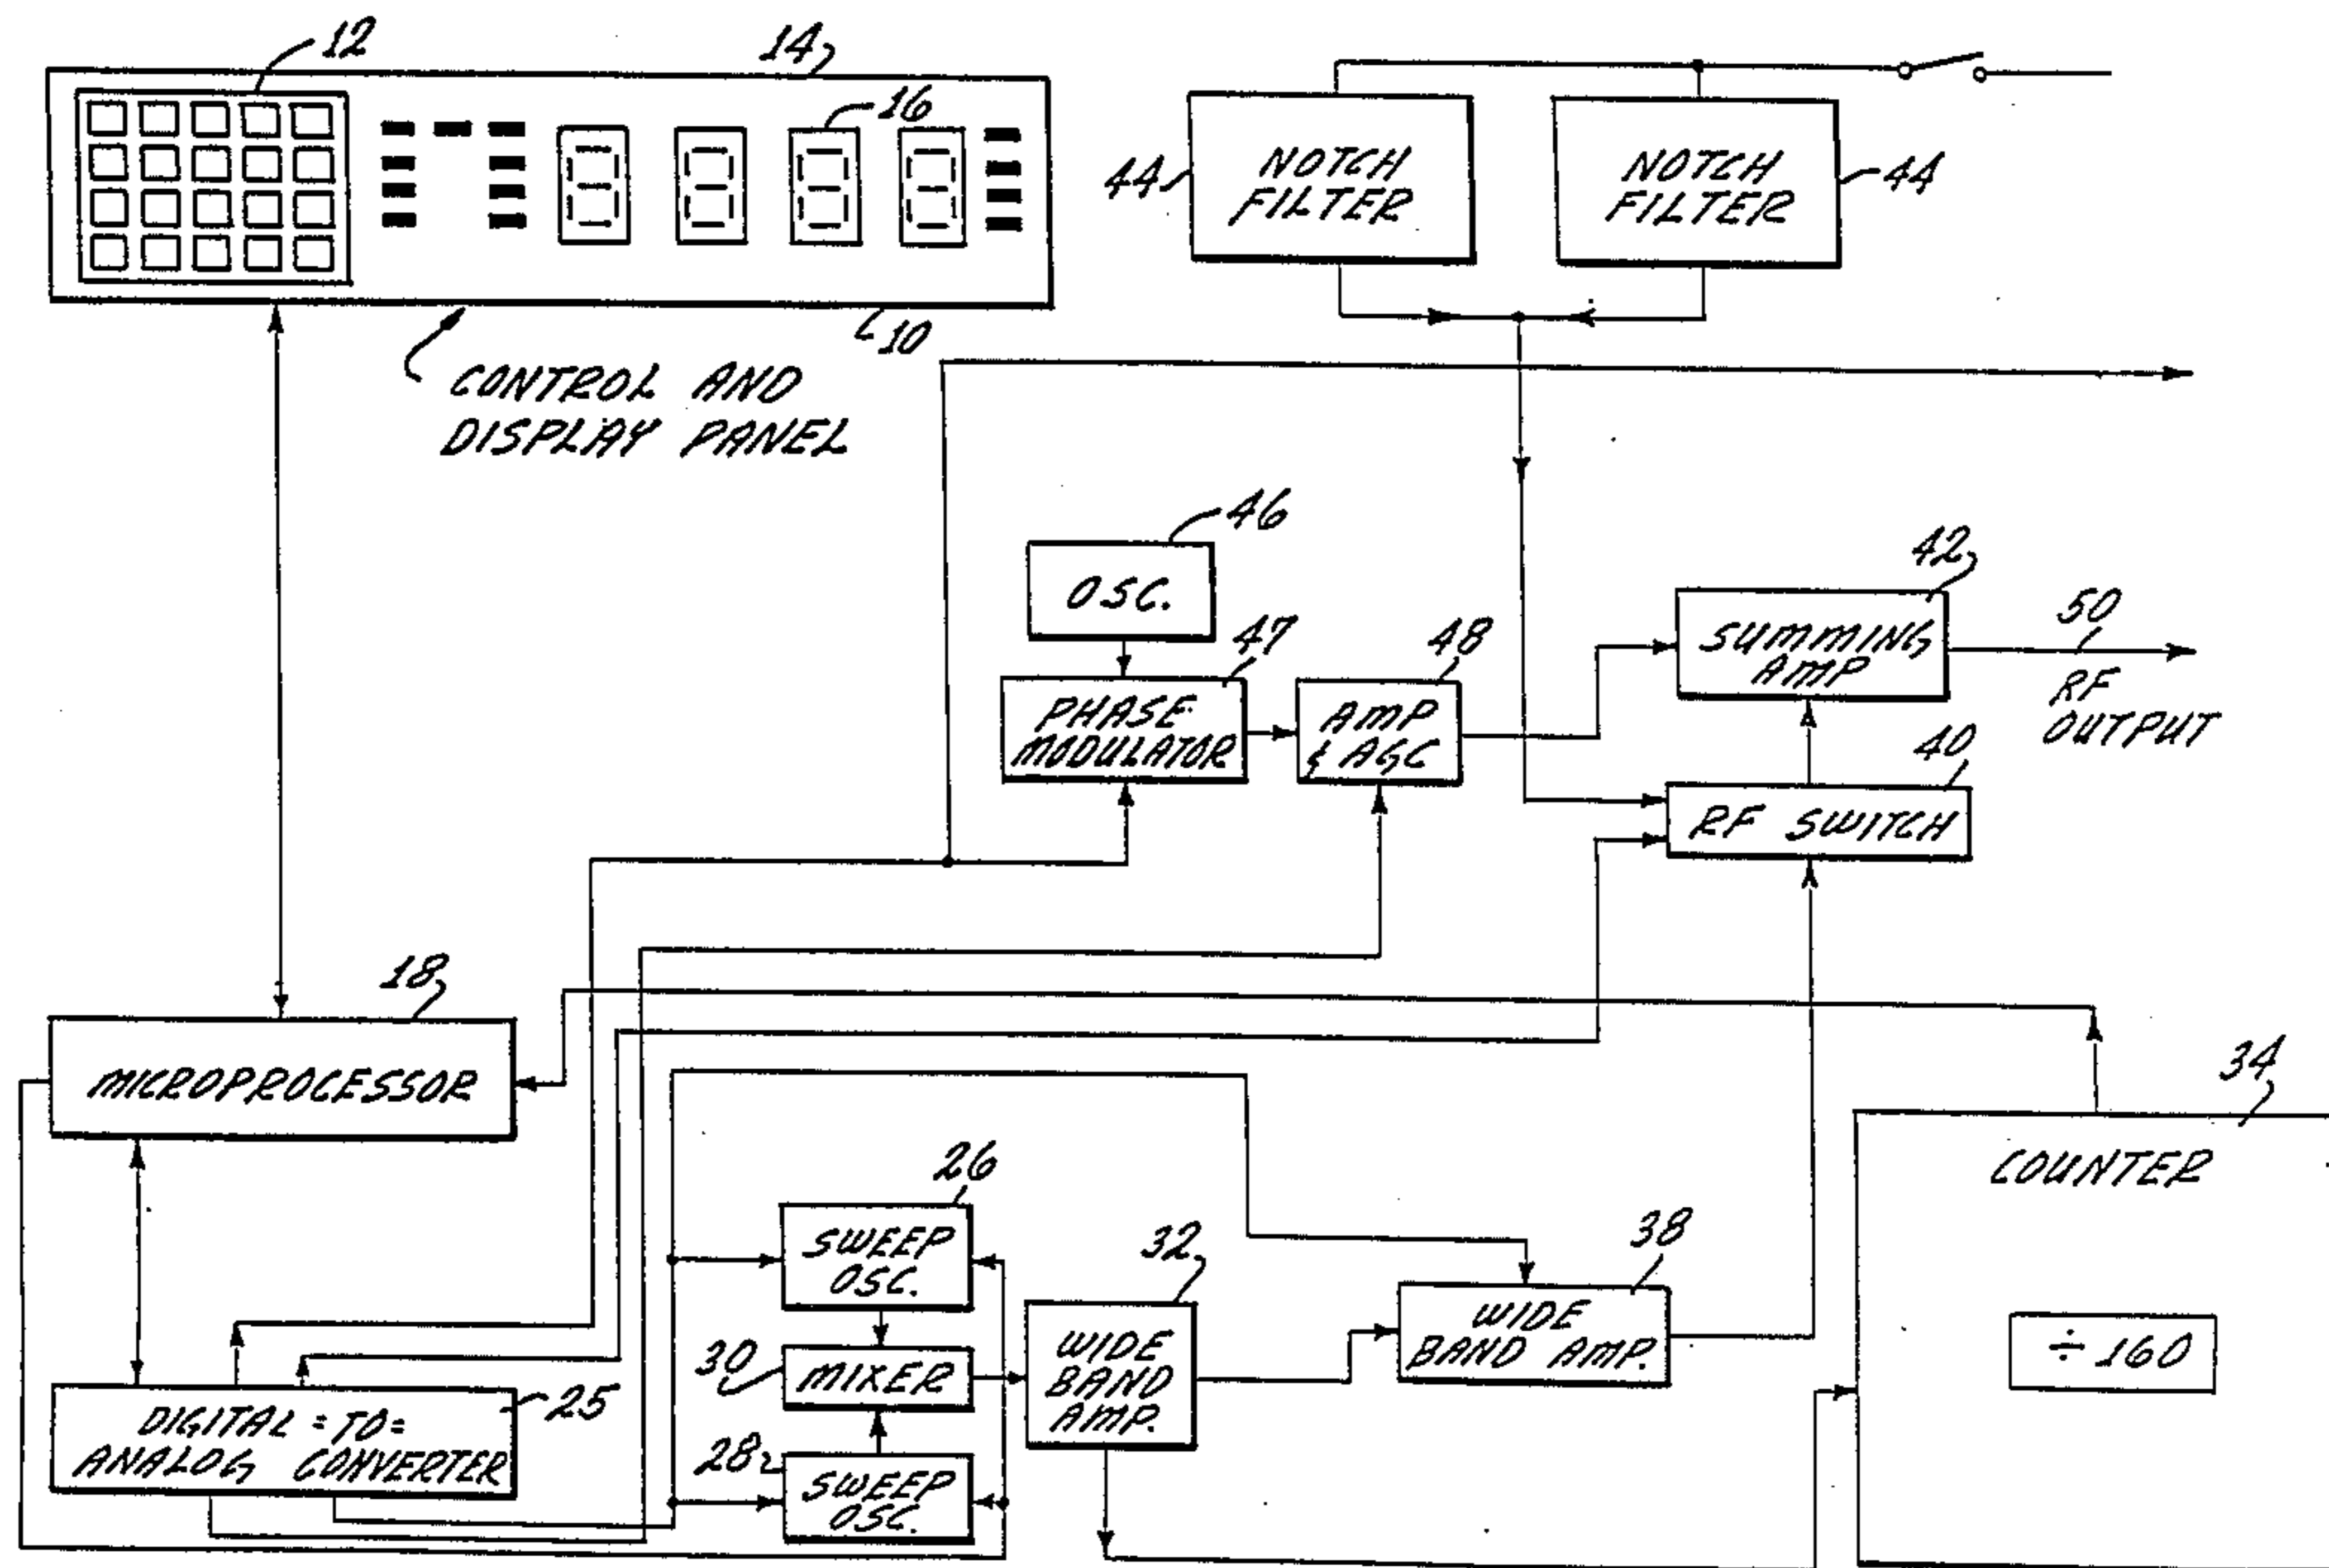 12
14
16
10
CONTROL AND
DISPLAY PANEL
44
NOTCH
FILTER
NOTCH
FILTER
44
46
OSC.
47
PHASE
MODULATOR
48
AMP
& AGC
42
SUMMING
AMP
50
RF
OUTPUT
40
RF SWITCH
18
MICROPROCESSOR
34
COUNTER
÷ 160
26
SWEEP
OSC.
30
MIXER
28
SWEEP
OSC.
32
WIDE
BAND
AMP.
38
WIDE
BAND AMP.
25
DIGITAL = TO =
ANALOG CONVERTER